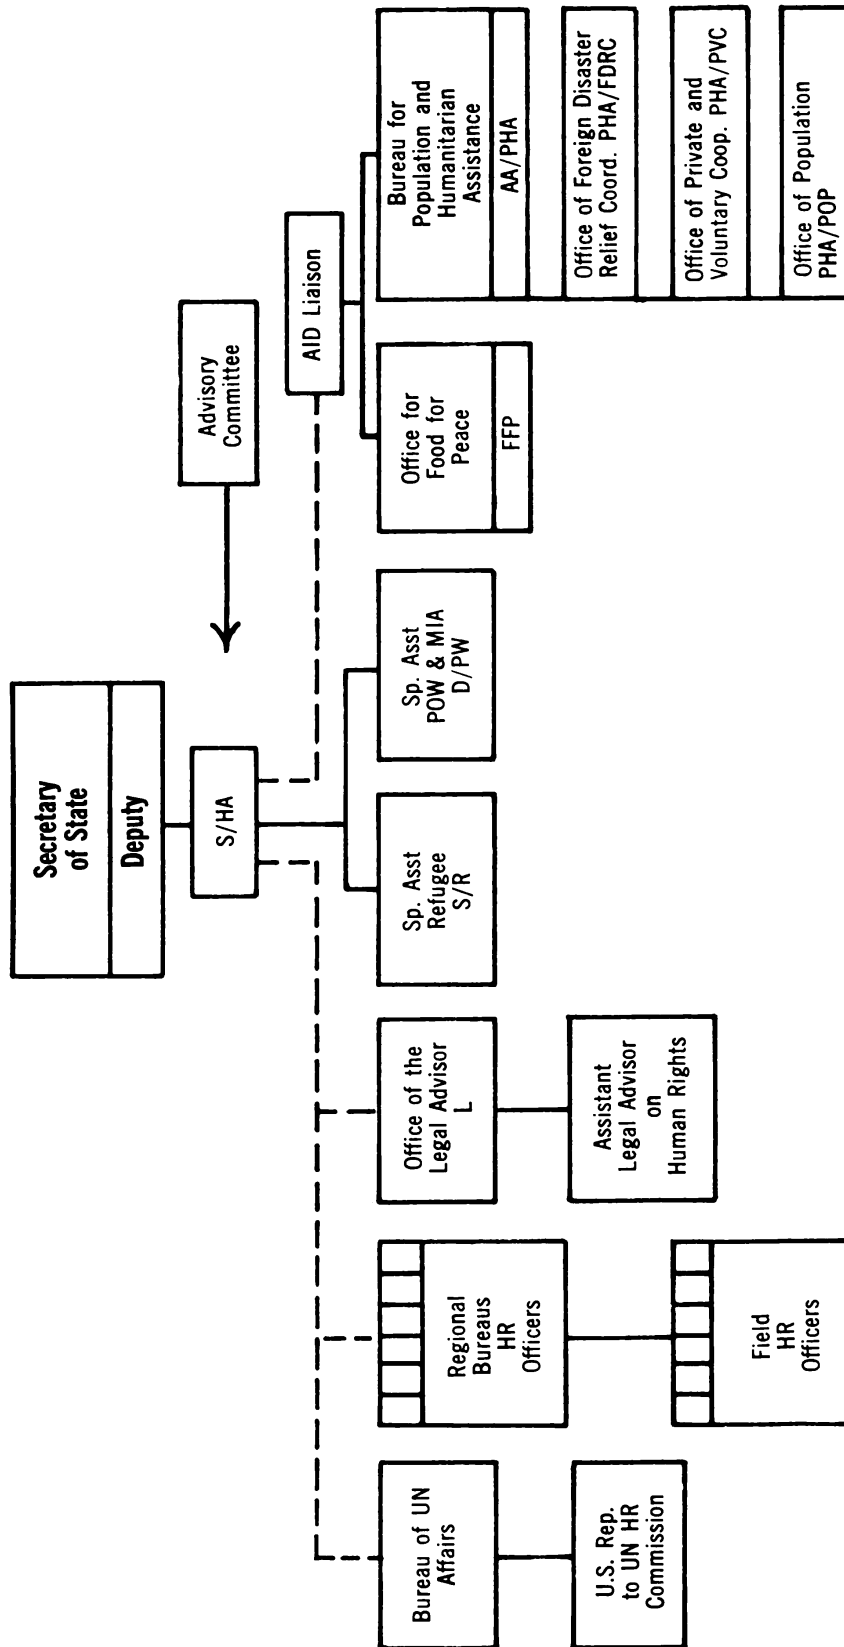 Secretary
of State
Deputy
S/HA
Advisory
Committee
AID Liaison
Bureau of UN
Affairs
U.S. Rep.
to UN HR
Commission
Regional
Bureaus
HR
Officers
Field
HR
Officers
Office of the
Legal Advisor
L
Assistant
Legal Advisor
on
Human Rights
Sp. Asst
Refugee
S/R
Sp. Asst
POW & MIA
D/PW
Office for
Food for
Peace
FFP
Bureau for
Population and
Humanitarian
Assistance
AA/PHA
Office of Foreign Disaster
Relief Coord. PHA/FDRC
Office of Private and
Voluntary Coop. PHA/PVC
Office of Population
PHA/POP